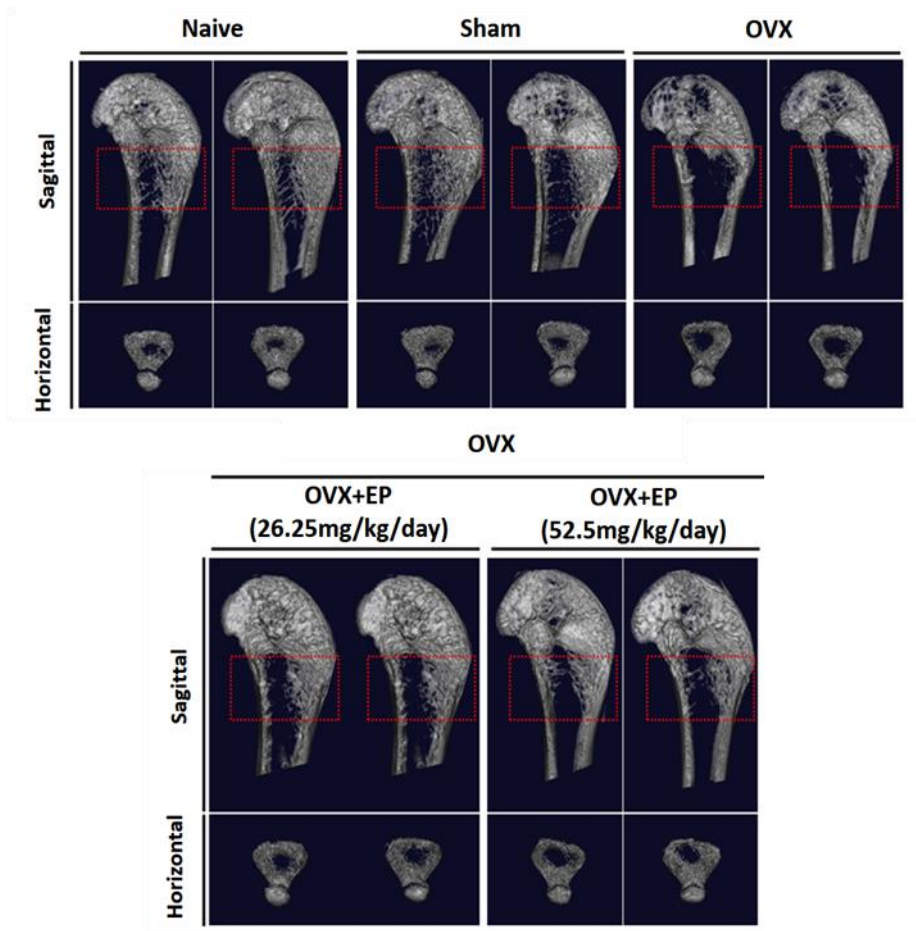 Naive
Sham
OVX
Sagittal
Horizontal
OVX
OVX+EP
(26.25mg/kg/day)
OVX+EP
(52.5mg/kg/day)
Sagittal
Horizontal